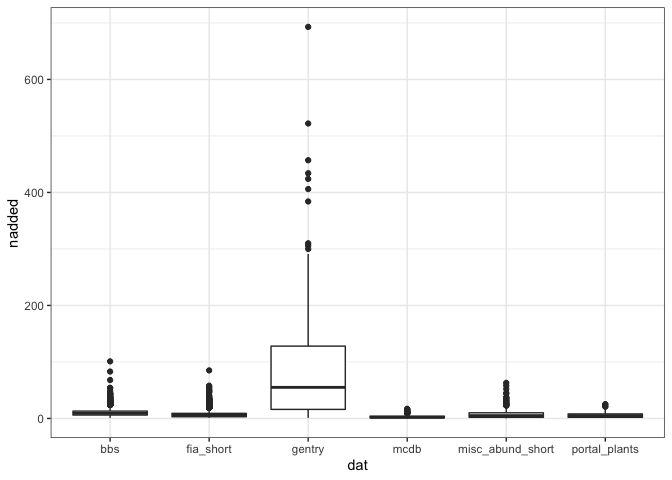 600
400
200
0
nadded
bbs fia_short gentry mcdb misc_abund_short portal_plants
dat